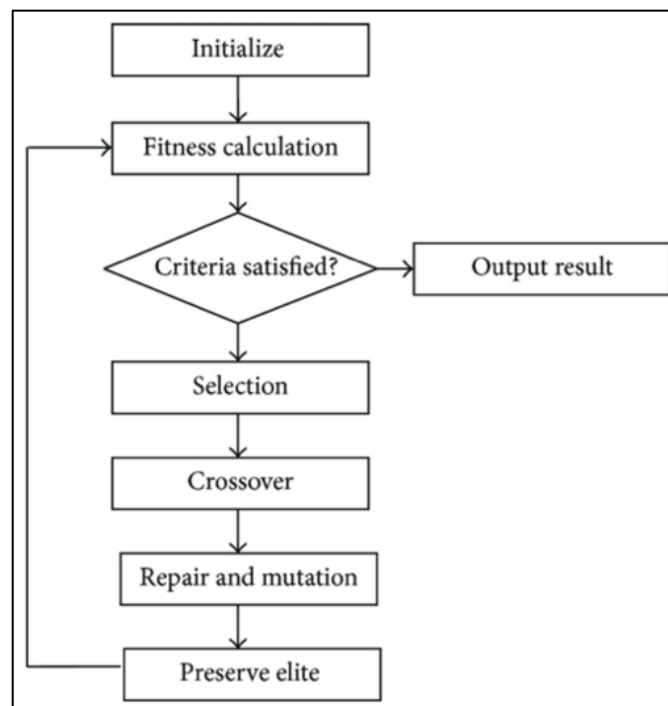 Initialize
Fitness calculation
Criteria satisfied?
Output result
Selection
Crossover
Repair and mutation
Preserve elite